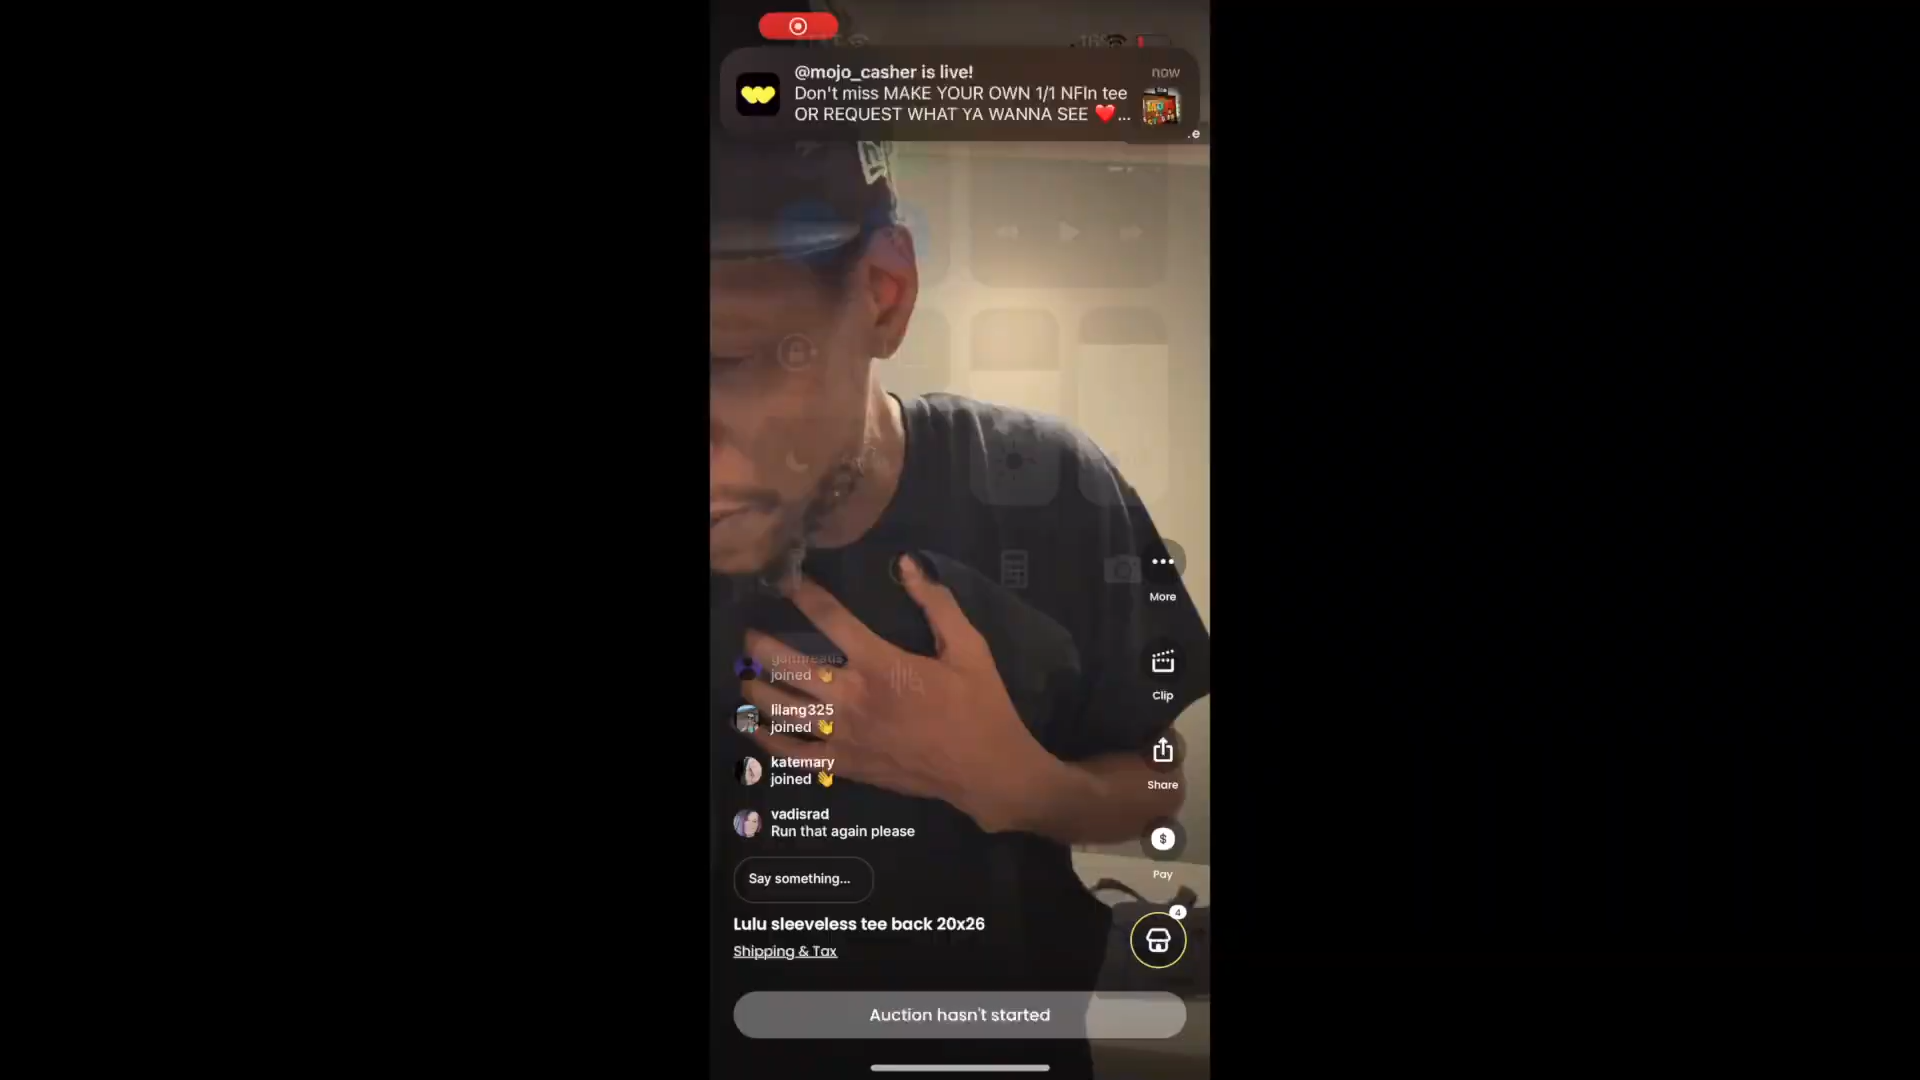 @mojo_casher is live!
now
Don't miss MAKE YOUR OWN 1/1 NFIn tee
OR REQUEST WHAT YA WANNA SEE ❤️...
joined 👋
lilang325
joined 👋
katemary
joined 👋
vadisrad
Run that again please
Say something...
Lulu sleeveless tee back 20x26
Shipping & Tax
Auction hasn't started
More
Clip
Share
$
Pay
4